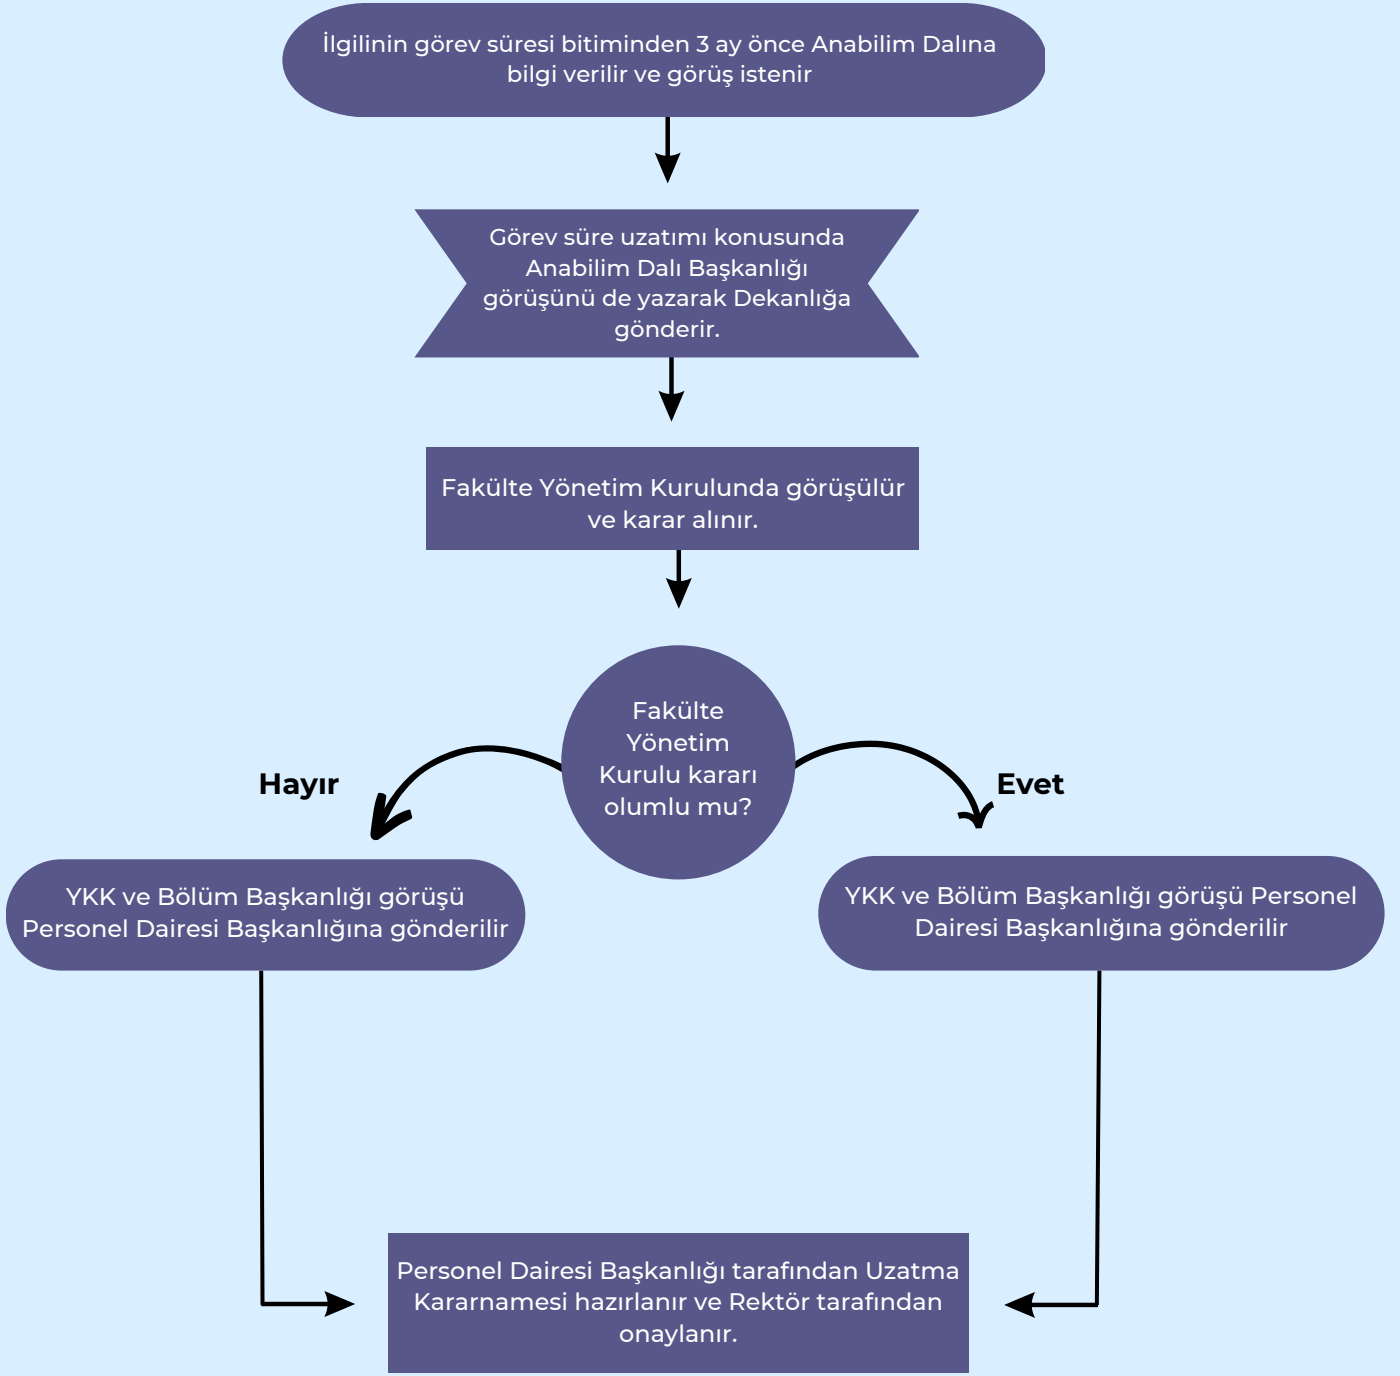 İlgilinin görev süresi bitiminden 3 ay önce Anabilim Dalına
bilgi verilir ve görüş istenir
Görev süre uzatımı konusunda
Anabilim Dalı Başkanlığı
görüşünü de yazarak Dekanlığa
gönderir.
Fakülte Yönetim Kurulunda görüşülür
ve karar alınır.
Fakülte
Yönetim
Kurulu kararı
olumlu mu?
Hayır
Evet
YKK ve Bölüm Başkanlığı görüşü
Personel Dairesi Başkanlığına gönderilir
YKK ve Bölüm Başkanlığı görüşü Personel
Dairesi Başkanlığına gönderilir
Personel Dairesi Başkanlığı tarafından Uzatma
Kararnamesi hazırlanır ve Rektör tarafından
onaylanır.